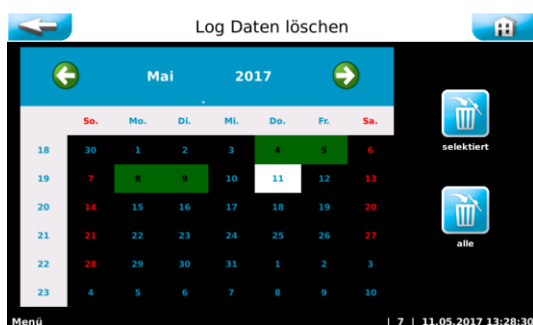 Log Daten löschen
Mai 2017
So. Mo. Di. Mi. Do. Fr. Sa.
18 30 1 2 3 4 5 6
19 7 8 9 10 11 12 13
20 14 15 16 17 18 19 20
21 21 22 23 24 25 26 27
22 28 29 30 31 1 2 3
23 4 5 6 7 8 9 10
selektiert
alle
Menü | 7 | 11.05.2017 13:28:30